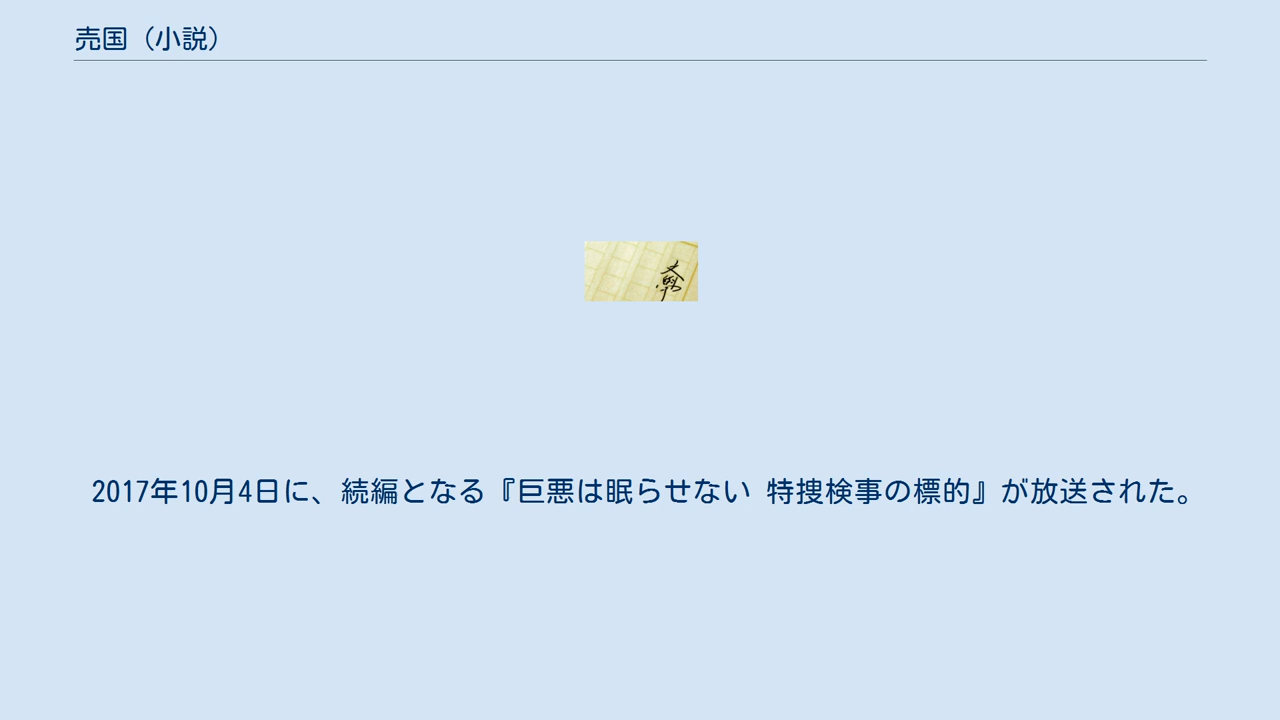 売国（小説）
2017年10月4日に、続編となる『巨悪は眠らせない 特捜検事の標的』が放送された。